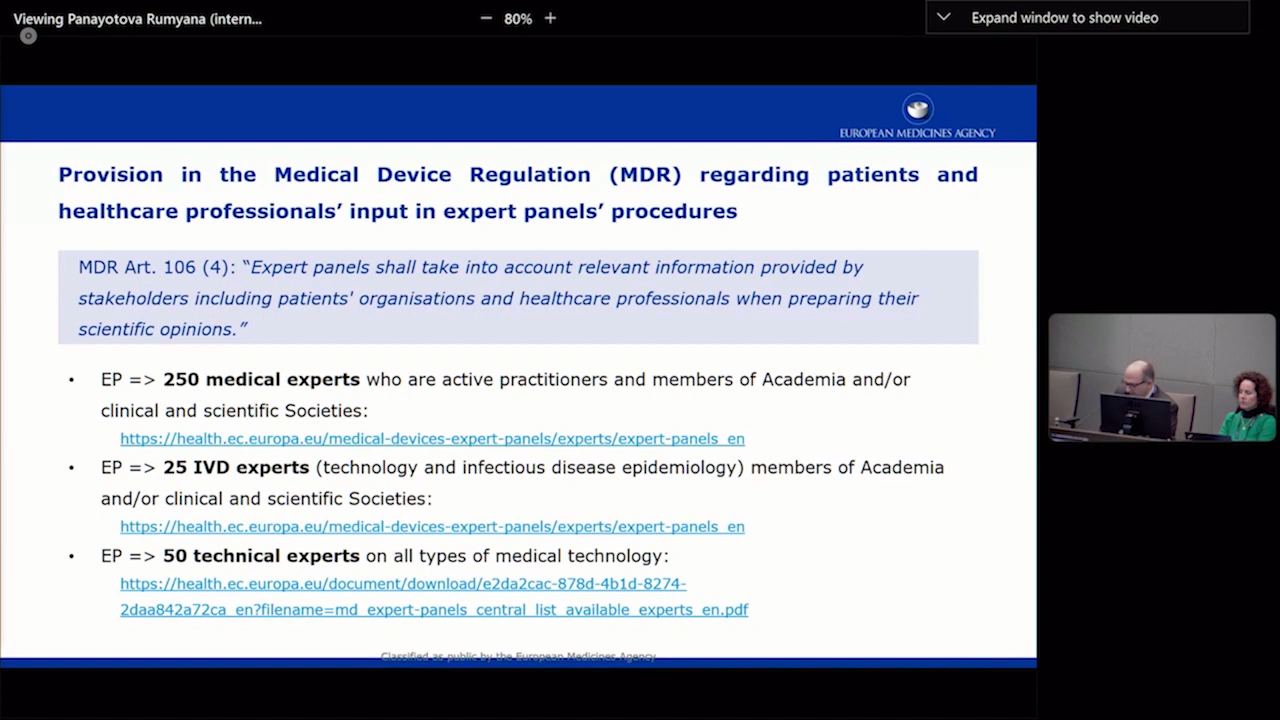 Viewing Panayotova Rumyana (intern...
80%
Expand window to show video
EUROPEAN MEDICINES AGENCY
Provision in the Medical Device Regulation (MDR) regarding patients and
healthcare professionals’ input in expert panels’ procedures
MDR Art. 106 (4): “Expert panels shall take into account relevant information provided by
stakeholders including patients' organisations and healthcare professionals when preparing their
scientific opinions.”
• EP => 250 medical experts who are active practitioners and members of Academia and/or
clinical and scientific Societies:
https://health.ec.europa.eu/medical-devices-expert-panels/experts/expert-panels_en
• EP => 25 IVD experts (technology and infectious disease epidemiology) members of Academia
and/or clinical and scientific Societies:
https://health.ec.europa.eu/medical-devices-expert-panels/experts/expert-panels_en
• EP => 50 technical experts on all types of medical technology:
https://health.ec.europa.eu/document/download/e2da2cac-878d-4b1d-8274-
2daa842a72ca_en?filename=md_expert-panels_central_list_available_experts_en.pdf
Classified as public by the European Medicines Agency